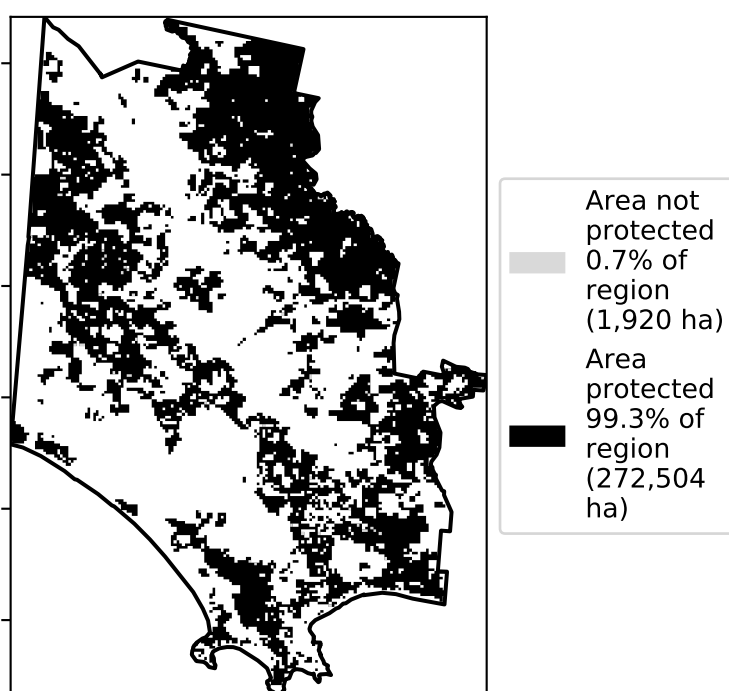 Area not
protected
0.7% of
region
(1,920 ha)
Area
protected
99.3% of
region
(272,504
ha)